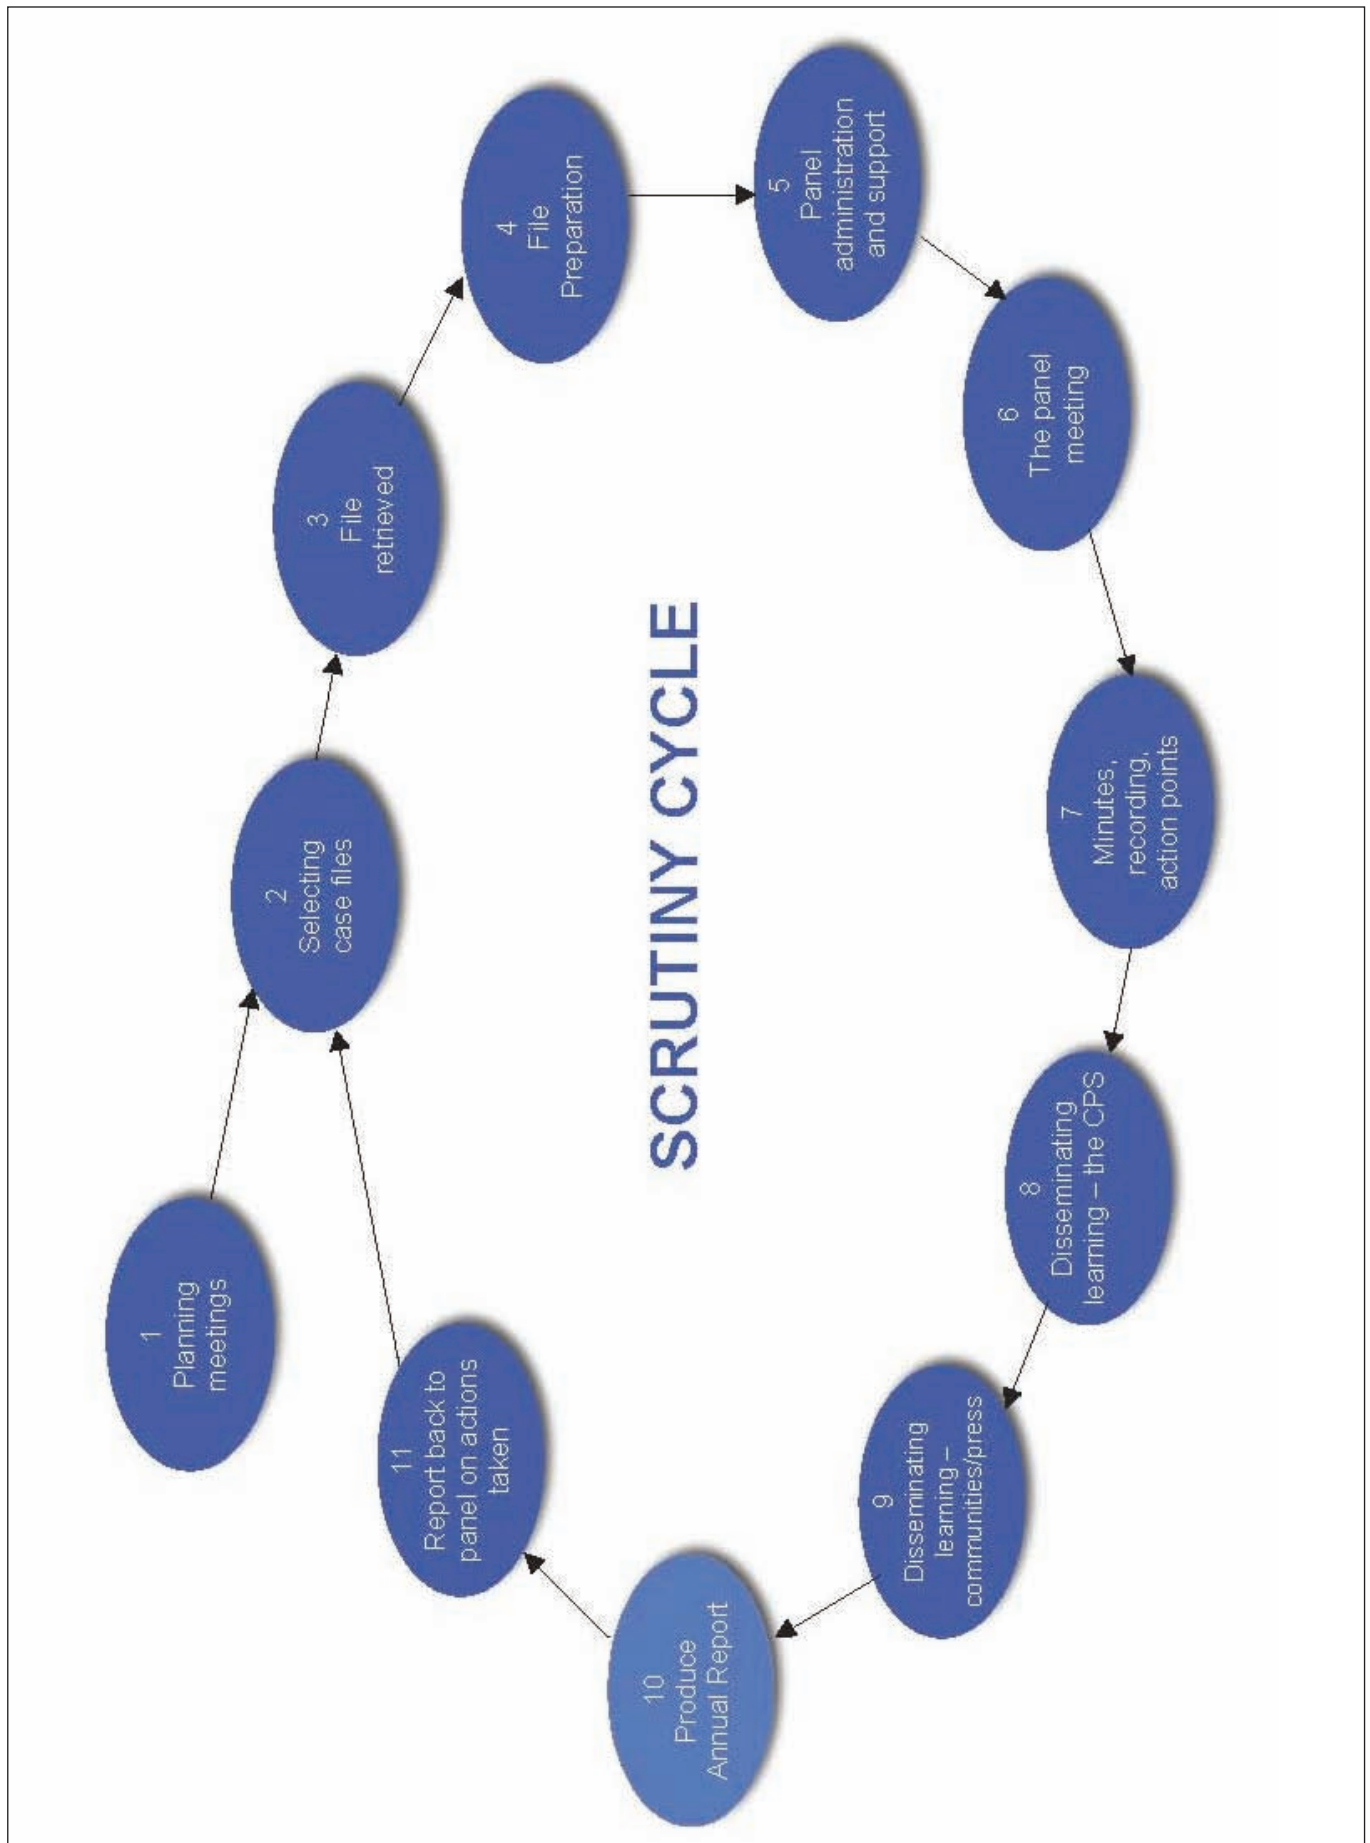 SCRUTINY CYCLE
1
Planning
meetings
2
Selecting
case files
3
File
retrieved
4
File
Preparation
5
Panel
administration
and support
6
The panel
meeting
7
Minutes,
recording,
action points
8
Disseminating
learning – the CPS
9
Disseminating
learning –
communities/press
10
Produce
Annual Report
11
Report back to
panel on actions
taken